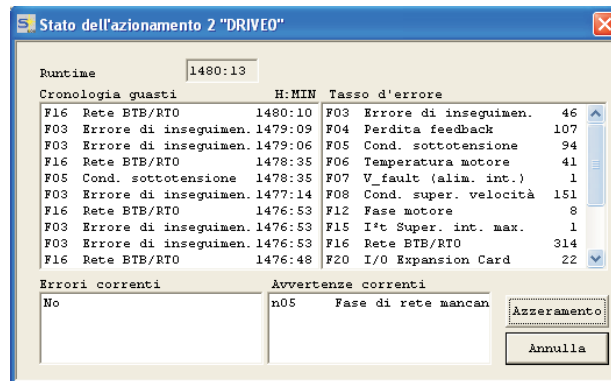 Stato dell'azionamento 2 "DRIVE0"
Runtime 1480:13
Cronologia guasti H:MIN Tasso d'errore
F16 Rete BTB/RTO 1480:10 F03 Errore di inseguimen. 46
F03 Errore di inseguimen. 1479:09 F04 Perdita feedback 107
F03 Errore di inseguimen. 1479:06 F05 Cond. sottotensione 94
F16 Rete BTB/RTO 1478:35 F06 Temperatura motore 41
F05 Cond. sottotensione 1478:35 F07 V_fault (alim. int.) 1
F03 Errore di inseguimen. 1477:14 F08 Cond. super. velocità 151
F16 Rete BTB/RTO 1476:53 F12 Fase motore 8
F03 Errore di inseguimen. 1476:53 F15 I²t Super. int. max. 1
F03 Errore di inseguimen. 1476:53 F16 Rete BTB/RTO 314
F16 Rete BTB/RTO 1476:48 F20 I/O Expansion Card 22
Errori correnti Avvertenze correnti
No n05 Fase di rete mancan
Azzeramento
Annulla